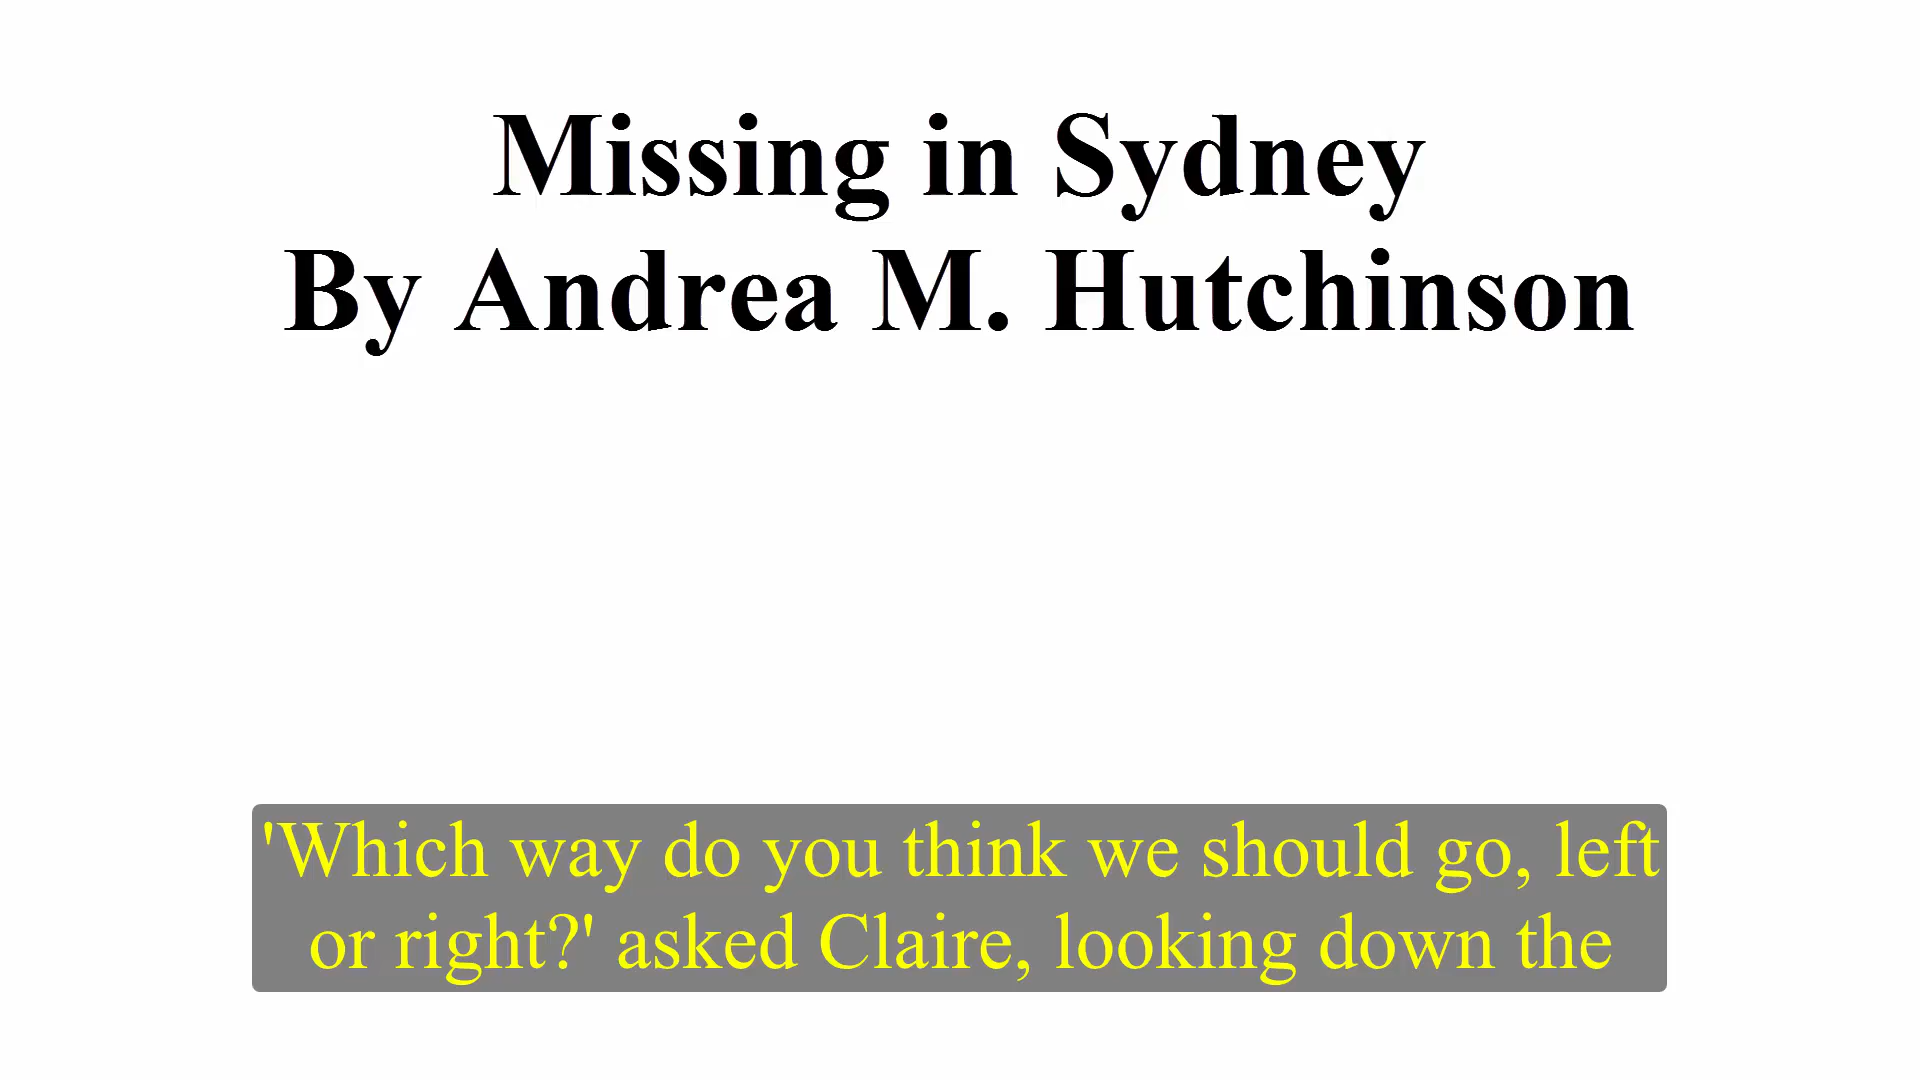 Missing in Sydney
By Andrea M. Hutchinson
'Which way do you think we should go, left
or right?' asked Claire, looking down the